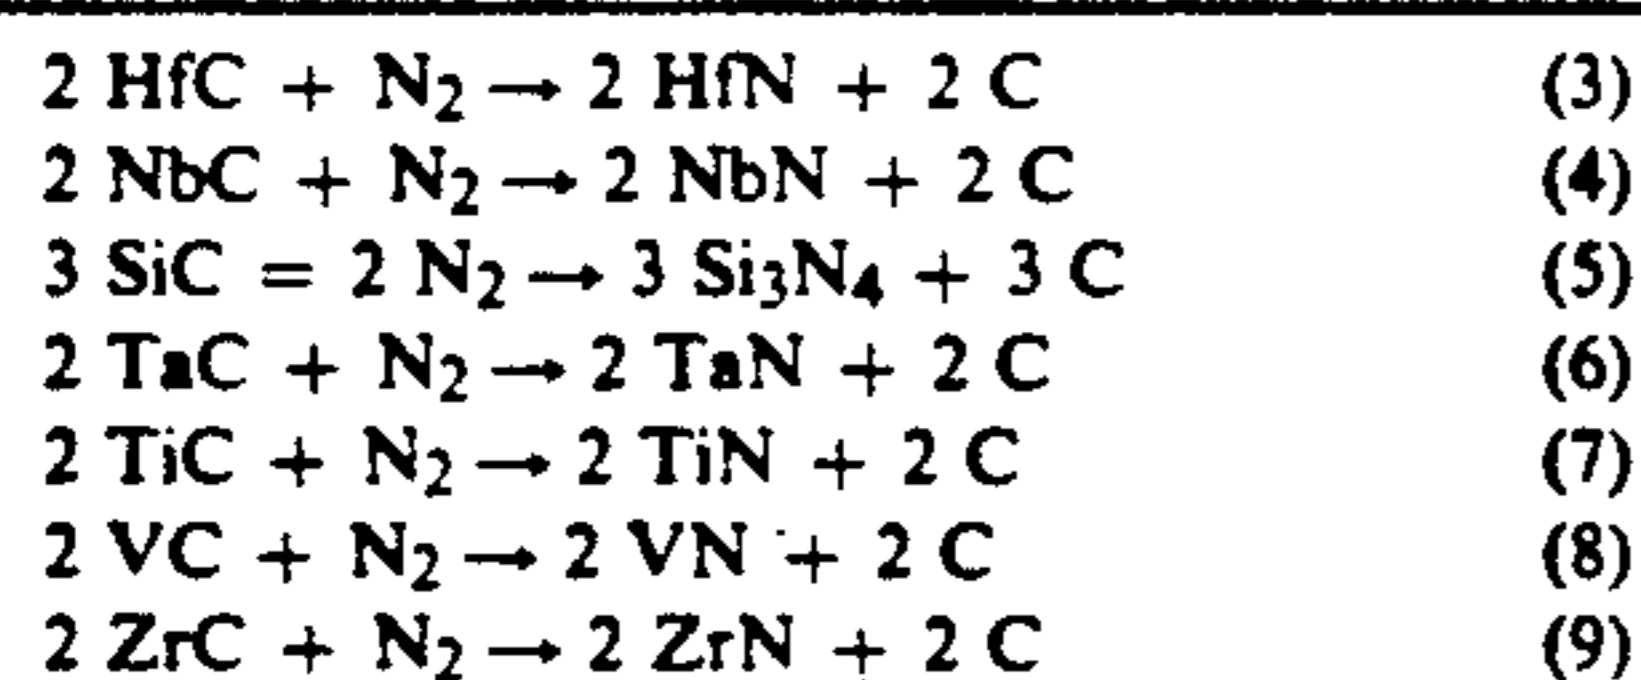 2 HfC + N₂ → 2 HfN + 2 C (3)
2 NbC + N₂ → 2 NbN + 2 C (4)
3 SiC = 2 N₂ → 3 Si₃N₄ + 3 C (5)
2 TaC + N₂ → 2 TaN + 2 C (6)
2 TiC + N₂ → 2 TiN + 2 C (7)
2 VC + N₂ → 2 VN + 2 C (8)
2 ZrC + N₂ → 2 ZrN + 2 C (9)